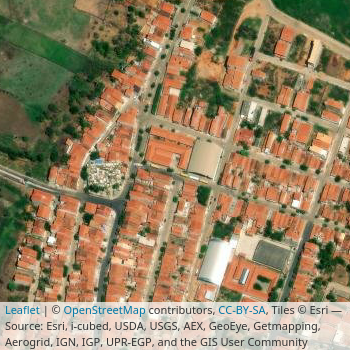 Leaflet | © OpenStreetMap contributors, CC-BY-SA, Tiles © Esri —
Source: Esri, i-cubed, USDA, USGS, AEX, GeoEye, Getmapping,
Aerogrid, IGN, IGP, UPR-EGP, and the GIS User Community